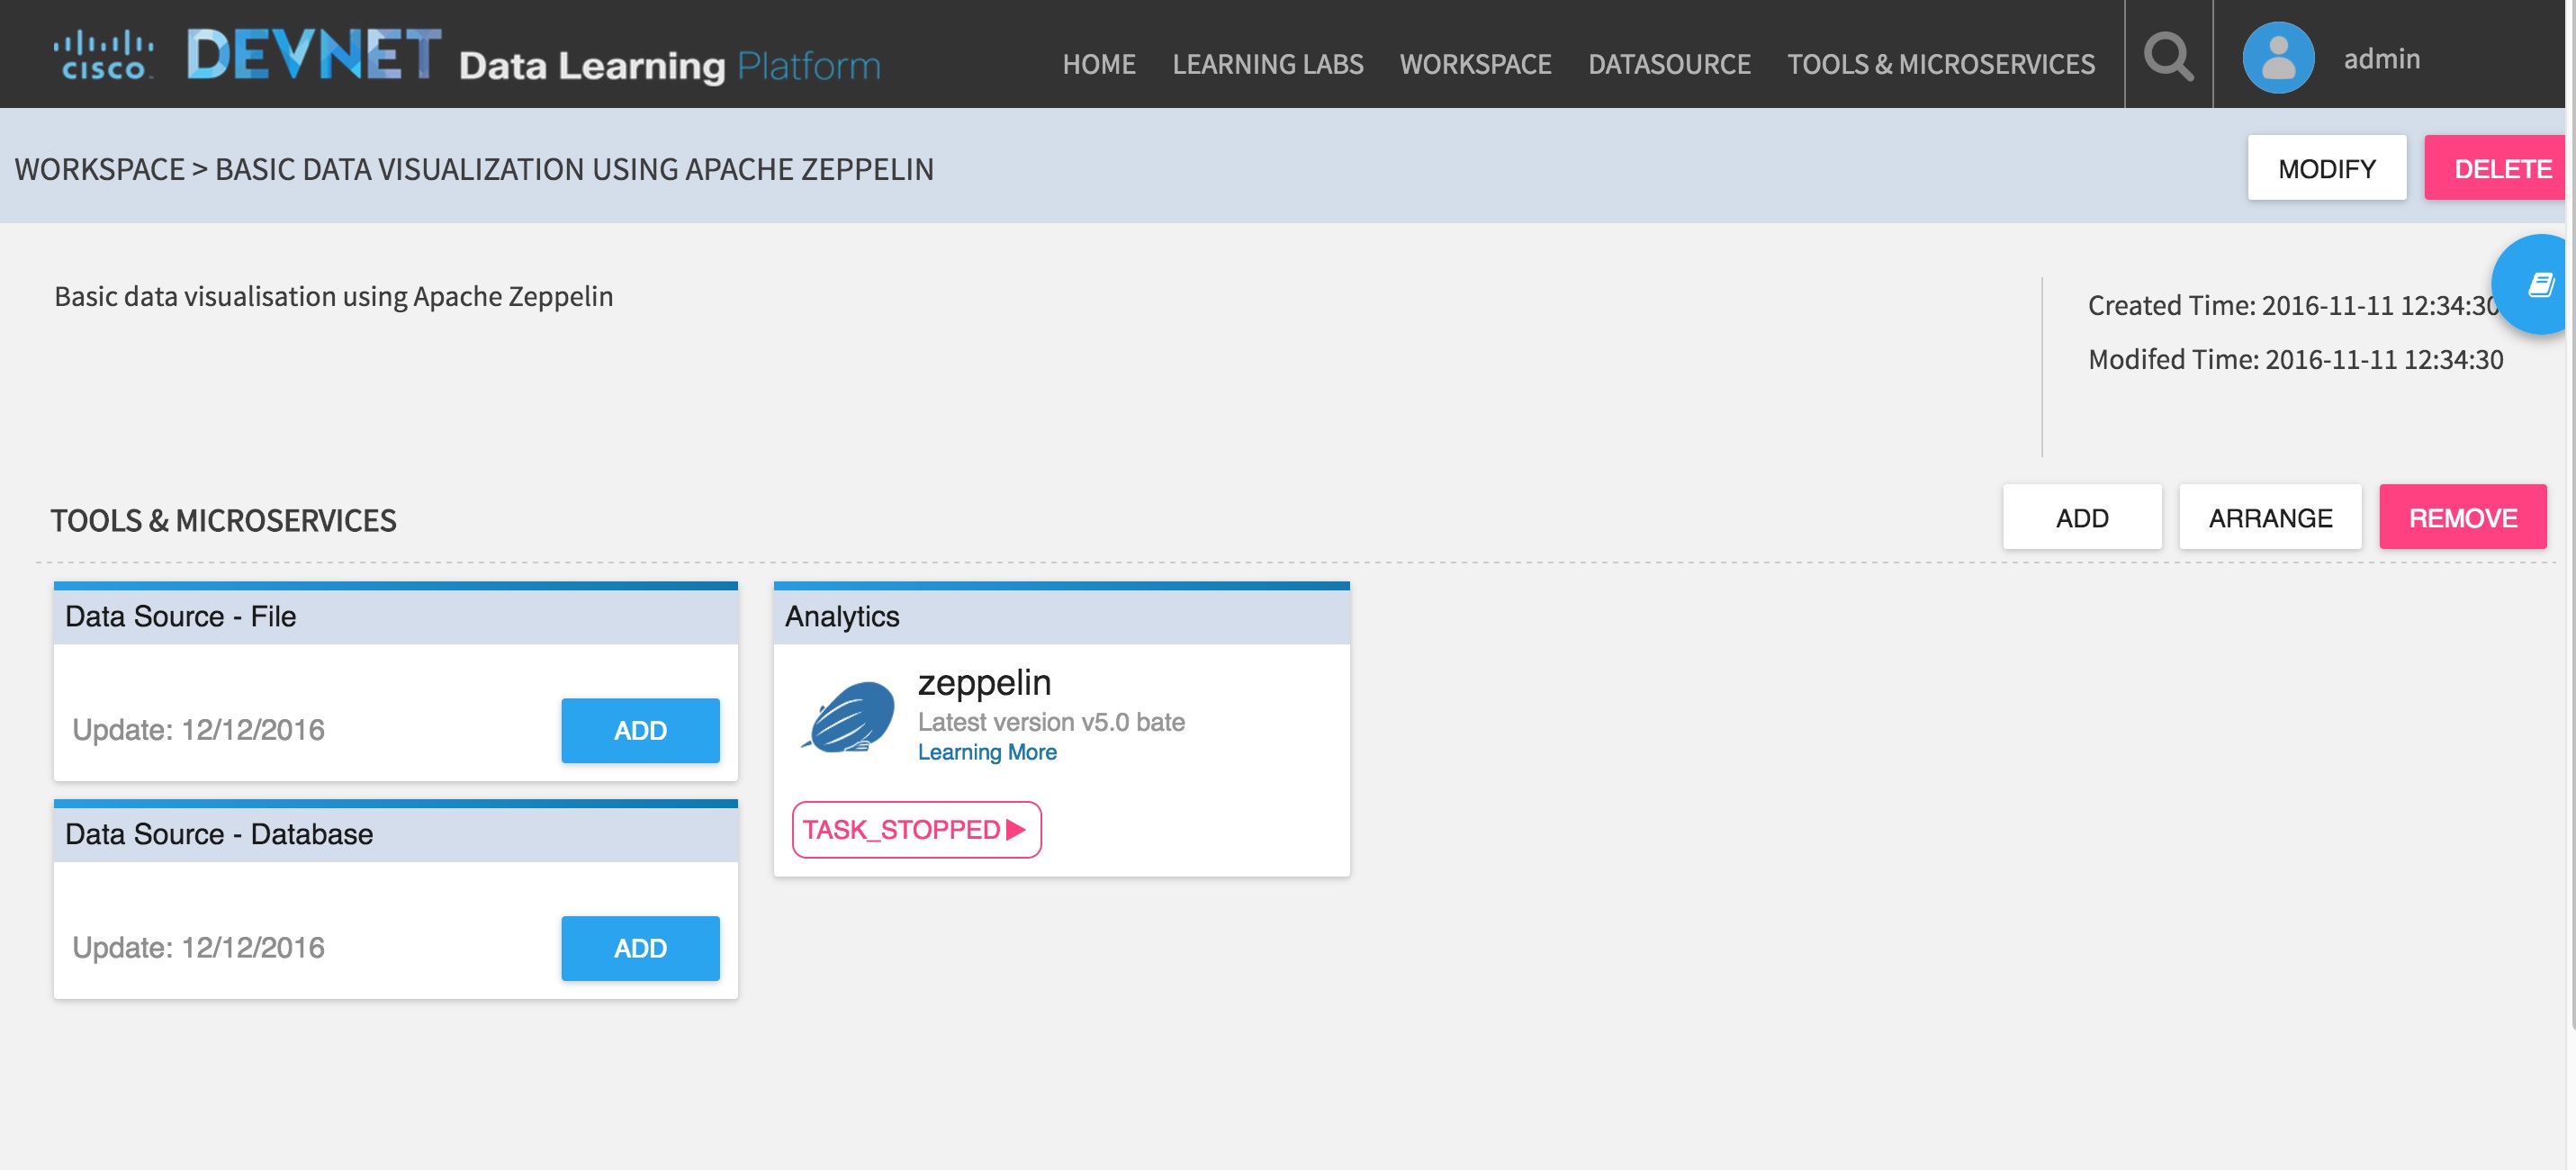 CISCO. DEVNET Data Learning Platform HOME LEARNING LABS WORKSPACE DATASOURCE TOOLS & MICROSERVICES admin
WORKSPACE > BASIC DATA VISUALIZATION USING APACHE ZEPPELIN MODIFY DELETE
Basic data visualisation using Apache Zeppelin
Created Time: 2016-11-11 12:34:30
Modifed Time: 2016-11-11 12:34:30
TOOLS & MICROSERVICES ADD ARRANGE REMOVE
Data Source - File
Update: 12/12/2016 ADD
Data Source - Database
Update: 12/12/2016 ADD
Analytics
zeppelin
Latest version v5.0 bate
Learning More
TASK_STOPPED